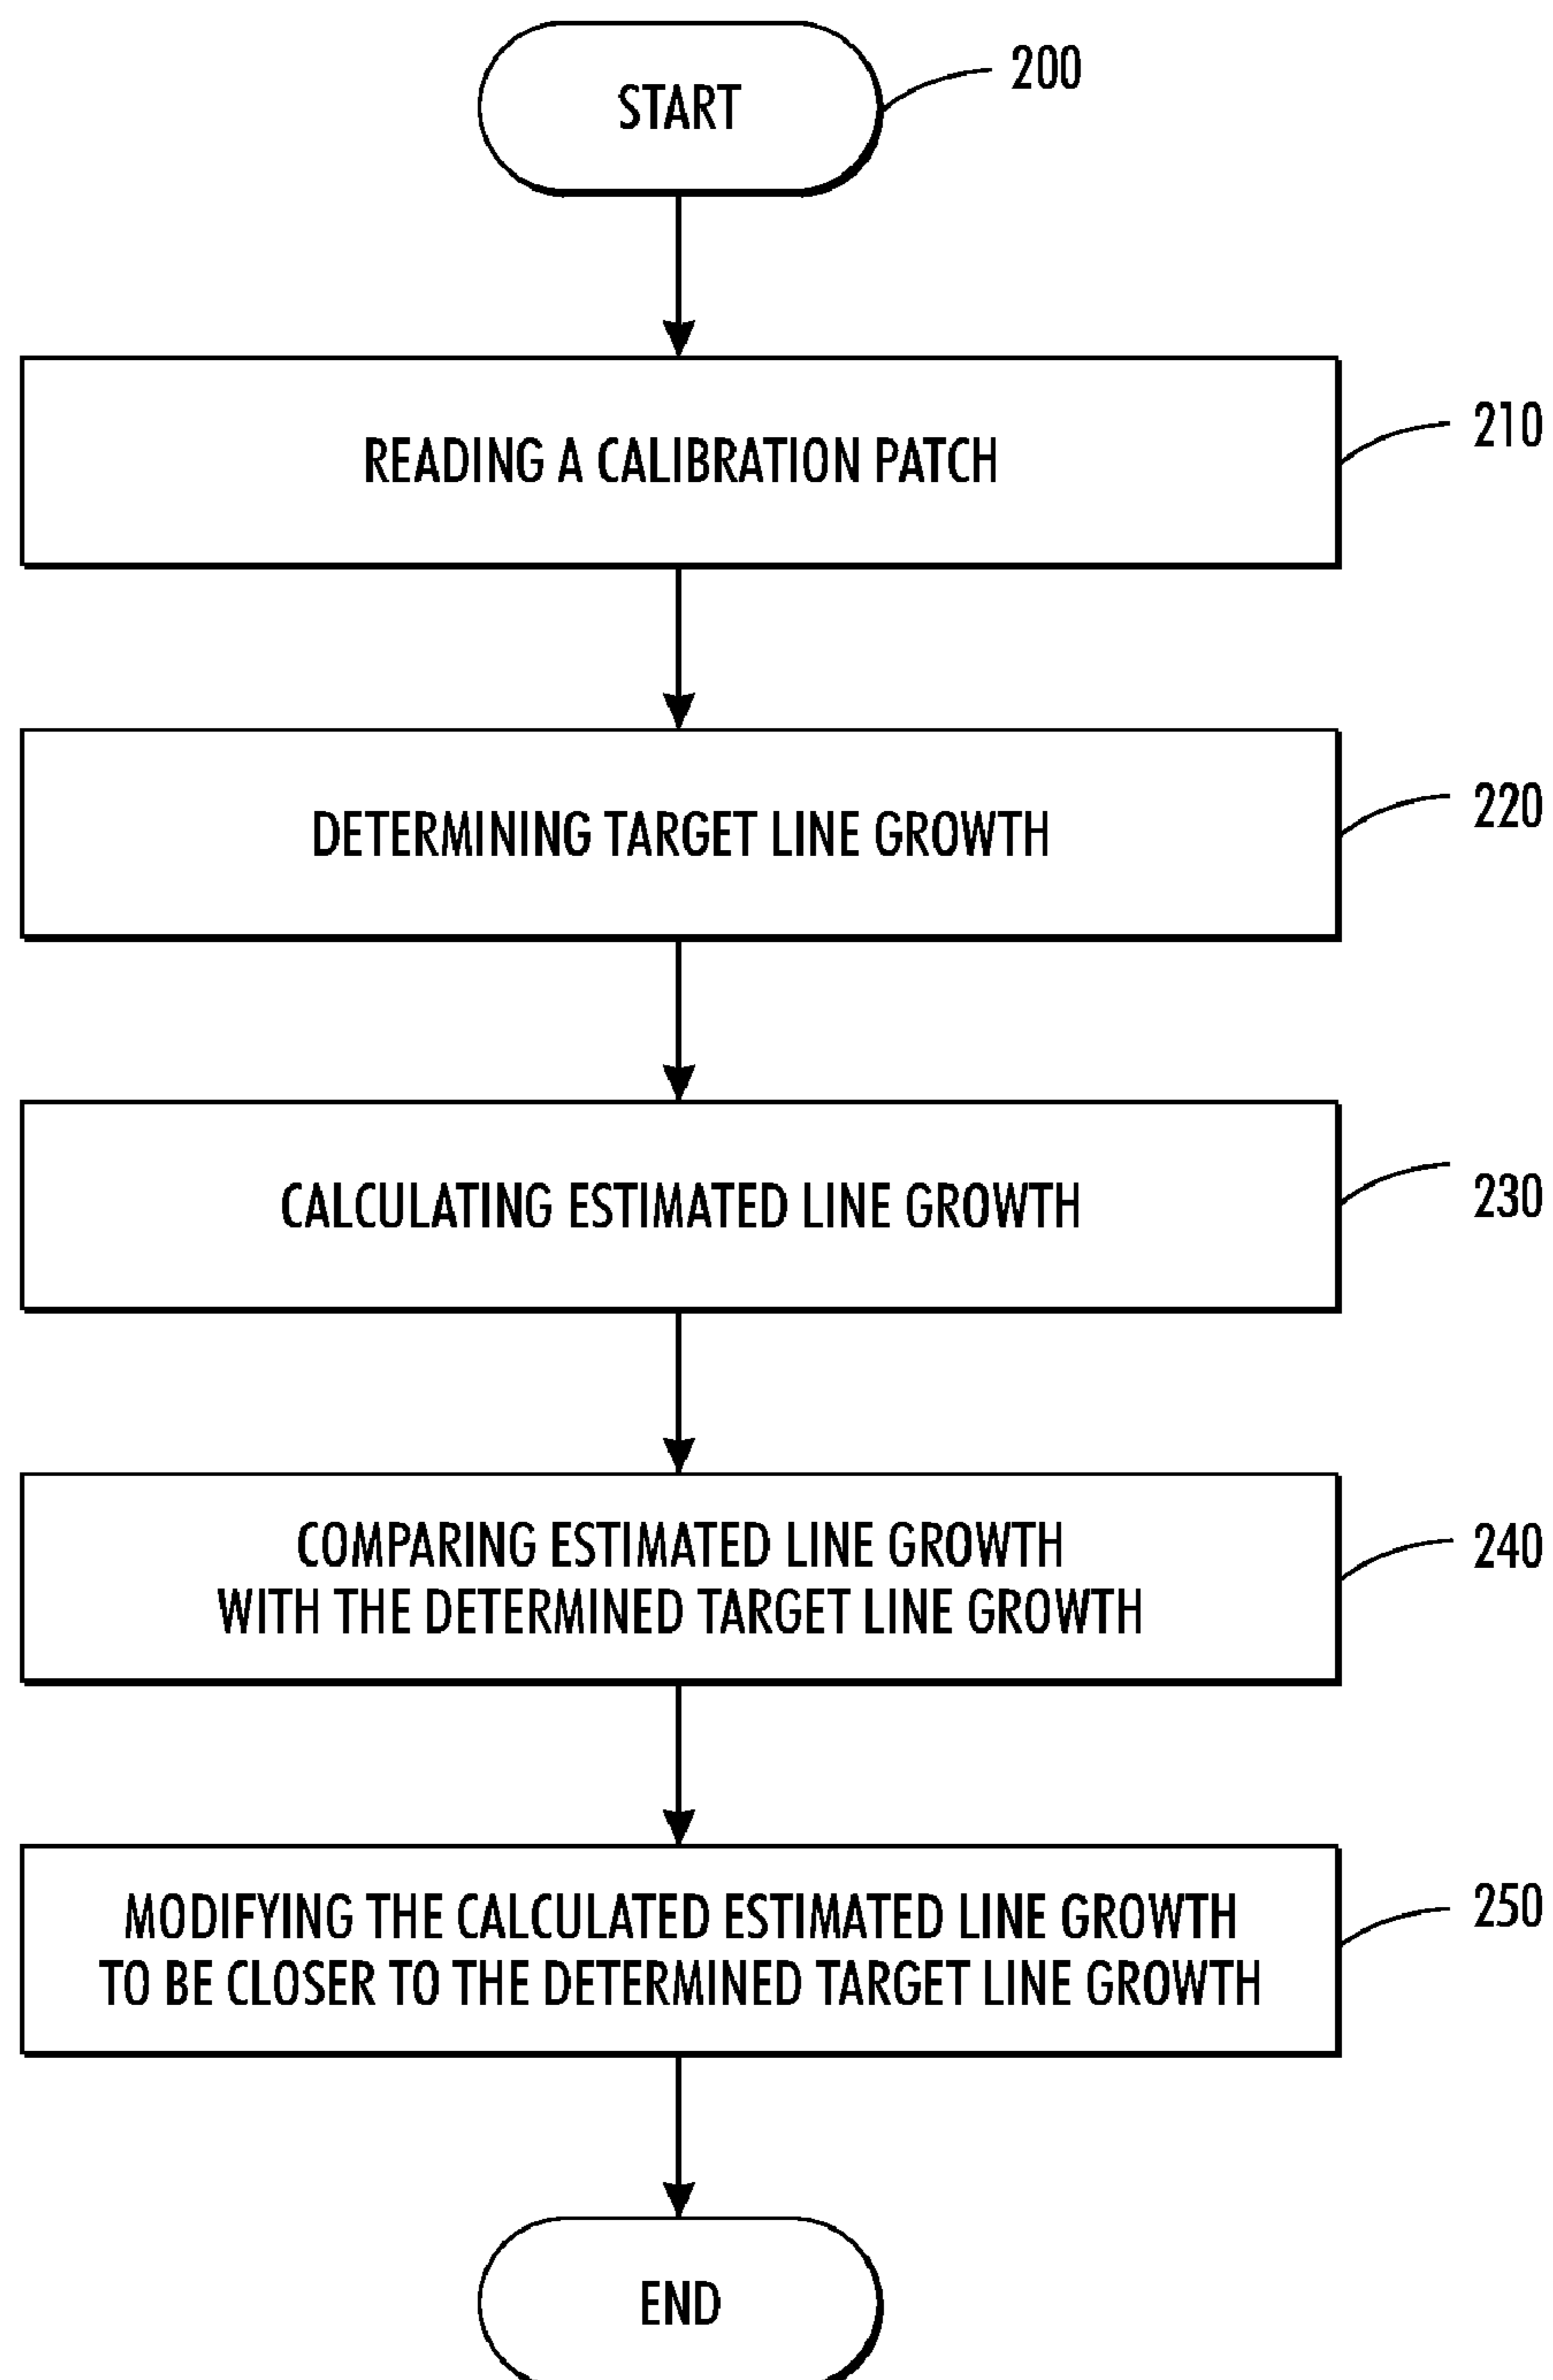 START
200
READING A CALIBRATION PATCH
210
DETERMINING TARGET LINE GROWTH
220
CALCULATING ESTIMATED LINE GROWTH
230
COMPARING ESTIMATED LINE GROWTH
WITH THE DETERMINED TARGET LINE GROWTH
240
MODIFYING THE CALCULATED ESTIMATED LINE GROWTH
TO BE CLOSER TO THE DETERMINED TARGET LINE GROWTH
250
END